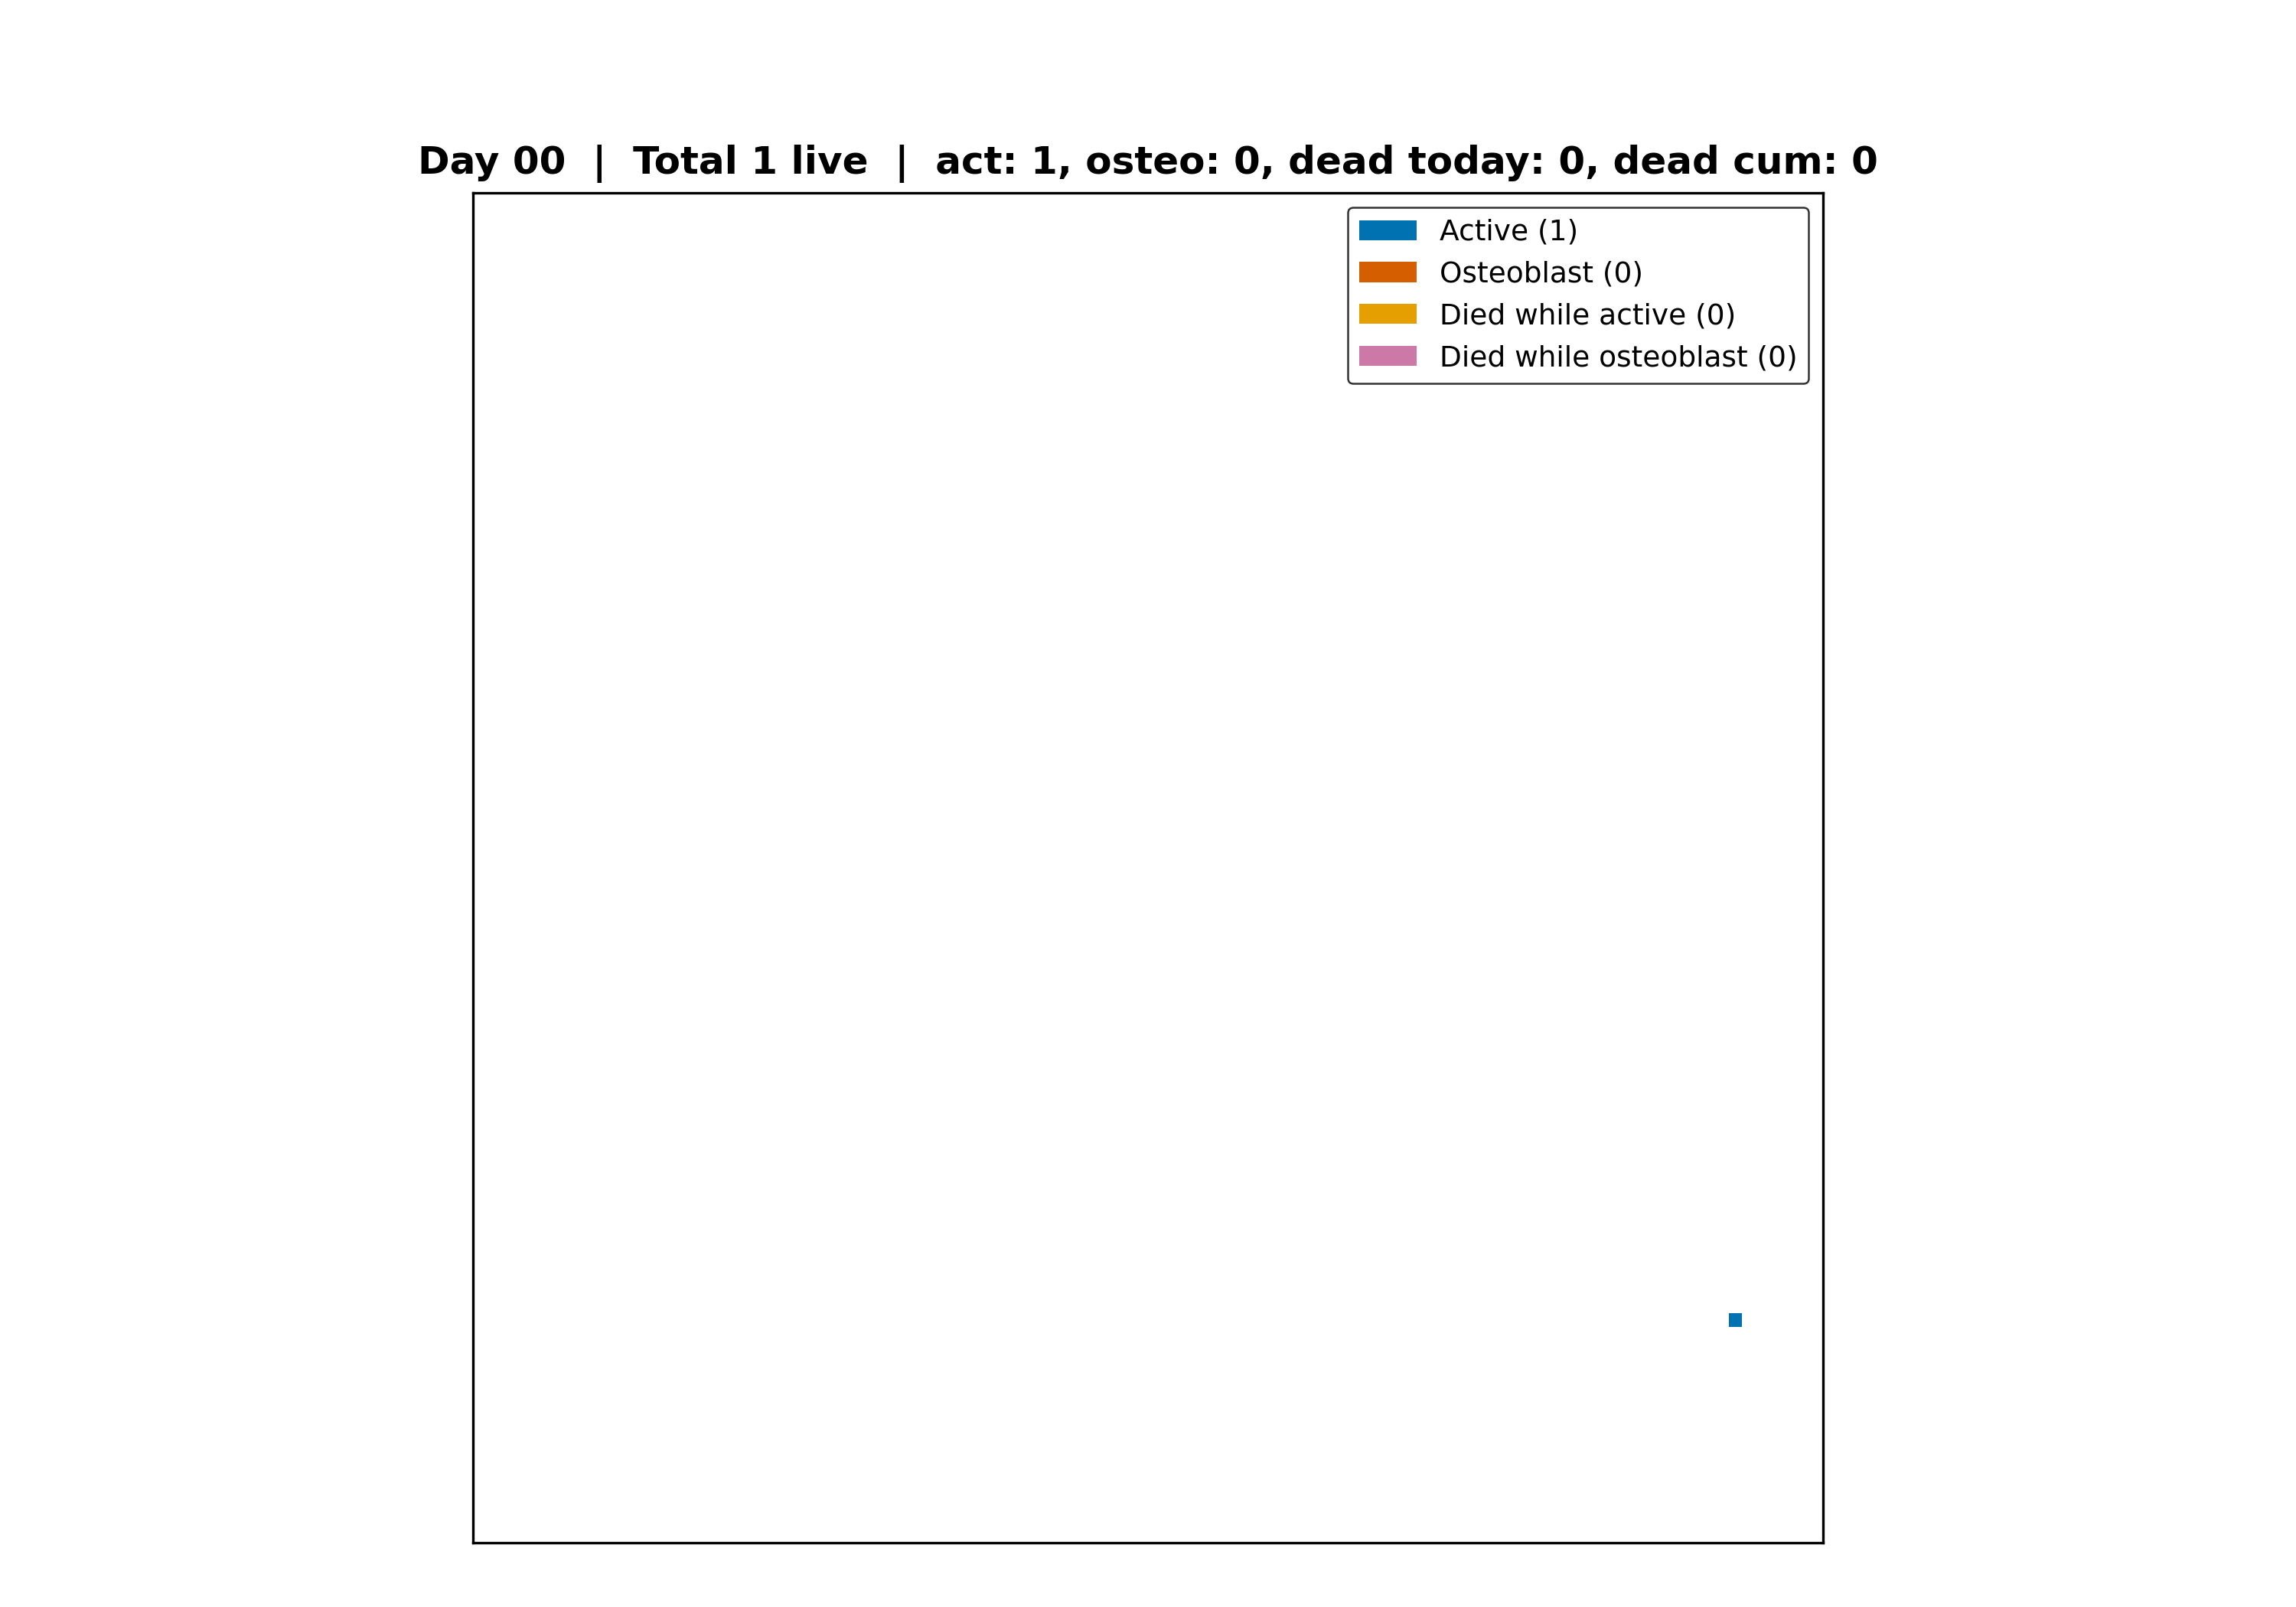 Day 00 | Total 1 live | act: 1, osteo: 0, dead today: 0, dead cum: 0
Active (1)
Osteoblast (0)
Died while active (0)
Died while osteoblast (0)